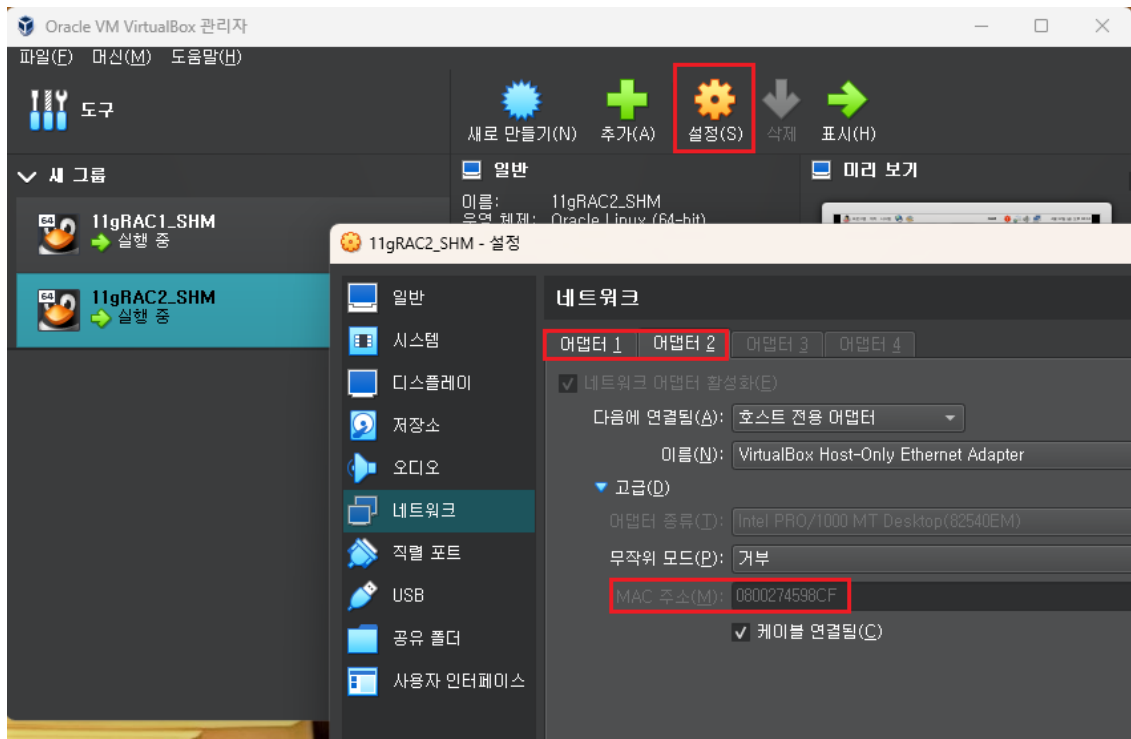 Oracle VM VirtualBox 관리자
파일(F) 머신(M) 도움말(H)
도구
새로 만들기(N) 추가(A) 설정(S) 삭제 표시(H)
새 그룹
일반
미리 보기
이름: 11gRAC2_SHM
운영 체제: Oracle Linux (64-bit)
64
11gRAC1_SHM
실행 중
64
11gRAC2_SHM
실행 중
11gRAC2_SHM - 설정
일반
시스템
디스플레이
저장소
오디오
네트워크
직렬 포트
USB
공유 폴더
사용자 인터페이스
네트워크
어댑터 1 어댑터 2 어댑터 3 어댑터 4
네트워크 어댑터 활성화(E)
다음에 연결됨(A): 호스트 전용 어댑터
이름(N): VirtualBox Host-Only Ethernet Adapter
고급(D)
어댑터 종류(T): Intel PRO/1000 MT Desktop(82540EM)
무작위 모드(P): 거부
MAC 주소(M): 0800274598CF
케이블 연결됨(C)